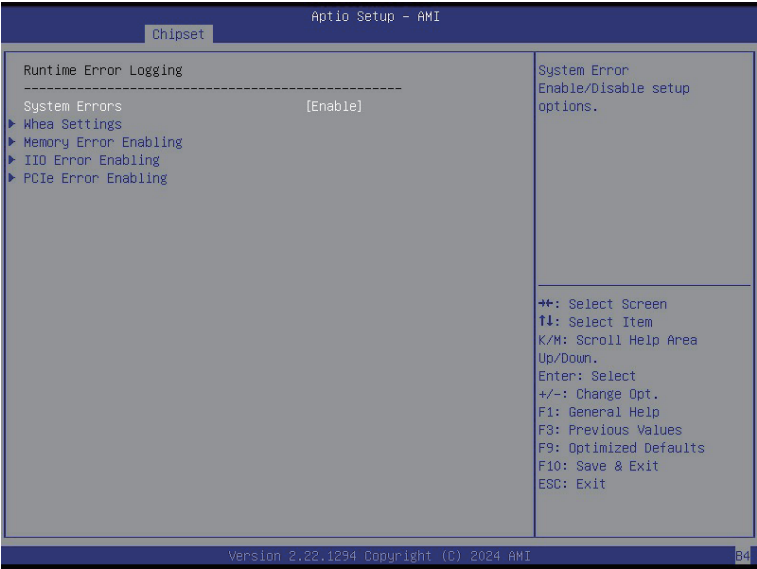 Aptio Setup – AMI
Chipset
Runtime Error Logging
--------------------------------------------------
System Errors [Enable]
▶ Whea Settings
▶ Memory Error Enabling
▶ IIO Error Enabling
▶ PCIe Error Enabling
System Error
Enable/Disable setup
options.
→←: Select Screen
↑↓: Select Item
K/M: Scroll Help Area
Up/Down.
Enter: Select
+/-: Change Opt.
F1: General Help
F3: Previous Values
F9: Optimized Defaults
F10: Save & Exit
ESC: Exit
Version 2.22.1294 Copyright (C) 2024 AMI
B4